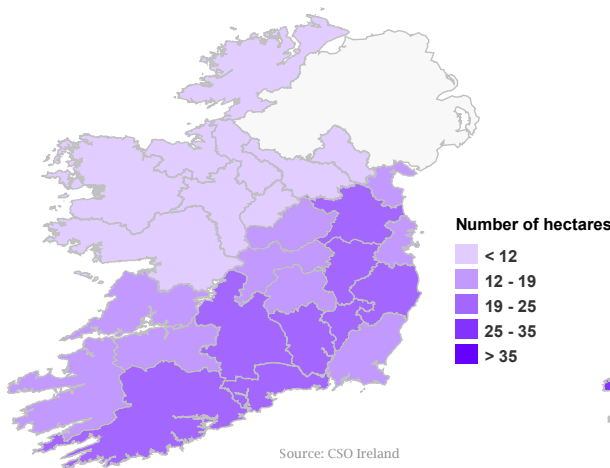 Number of hectares
< 12
12 - 19
19 - 25
25 - 35
> 35
Source: CSO Ireland